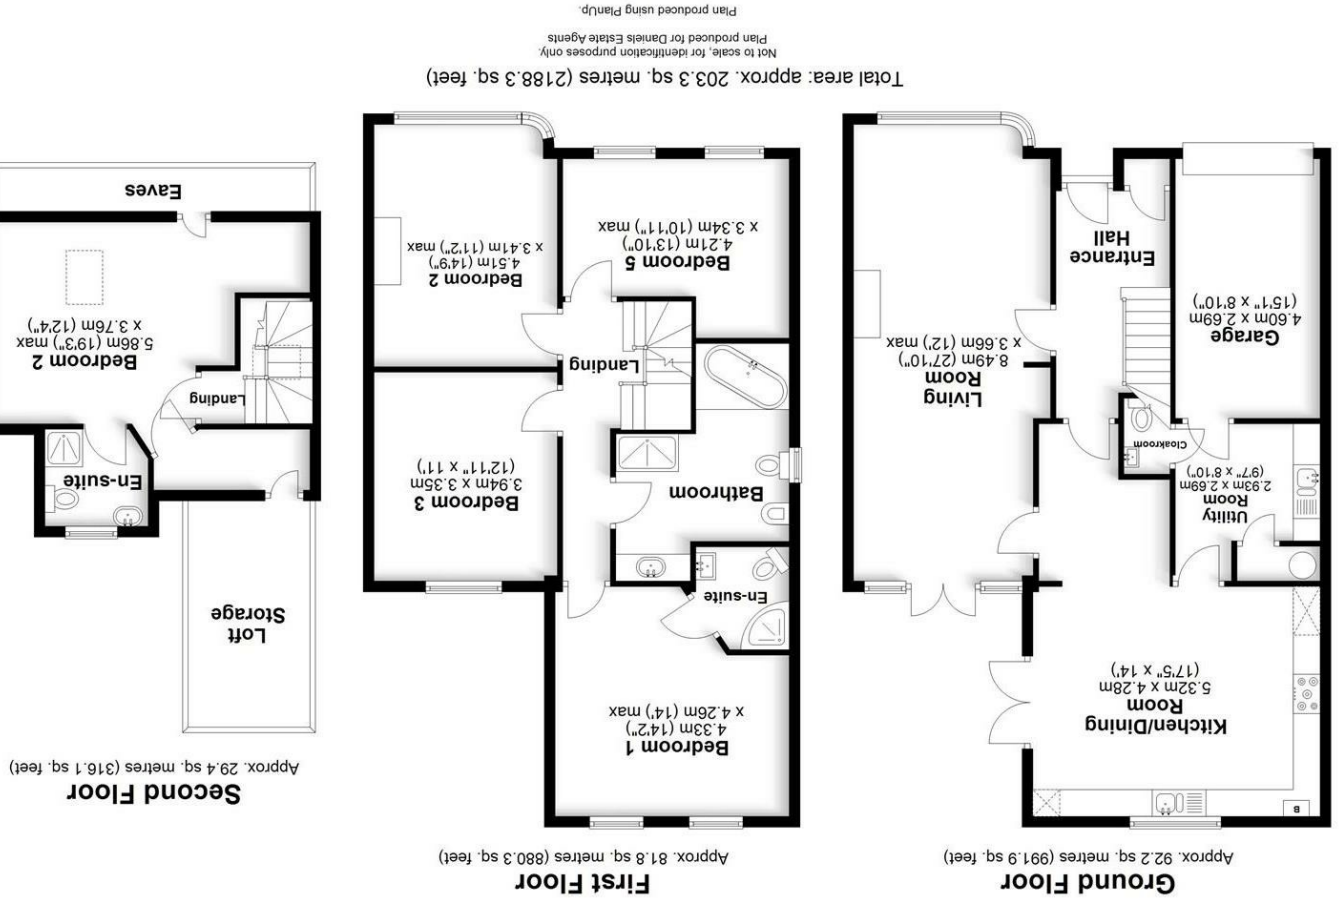 Ground Floor
Approx. 92.2 sq. metres (991.9 sq. feet)
B
Kitchen/Dining
Room
5.32m x 4.28m
(17'5" x 14')
Utility
Room
2.93m x 2.69m
(9'7" x 8'10")
Cloakroom
Living
Room
8.49m (27'10")
x 3.66m (12') max
Garage
4.60m x 2.69m
(15'1" x 8'10")
Entrance
Hall
First Floor
Approx. 81.8 sq. metres (880.3 sq. feet)
Bedroom 1
4.33m (14'2")
x 4.26m (14') max
En-suite
Bathroom
Bedroom 3
3.94m x 3.35m
(12'11" x 11')
Landing
Bedroom 5
4.21m (13'10")
x 3.34m (10'11") max
Bedroom 2
4.51m (14'9")
x 3.41m (11'2") max
Second Floor
Approx. 29.4 sq. metres (316.1 sq. feet)
Loft
Storage
En-suite
Landing
Bedroom 2
5.86m (19'3") max
x 3.76m (12'4")
Eaves
Total area: approx. 203.3 sq. metres (2188.3 sq. feet)
Not to scale, for identification purposes only.
Plan produced for Daniels Estate Agents
Plan produced using PlanUp.